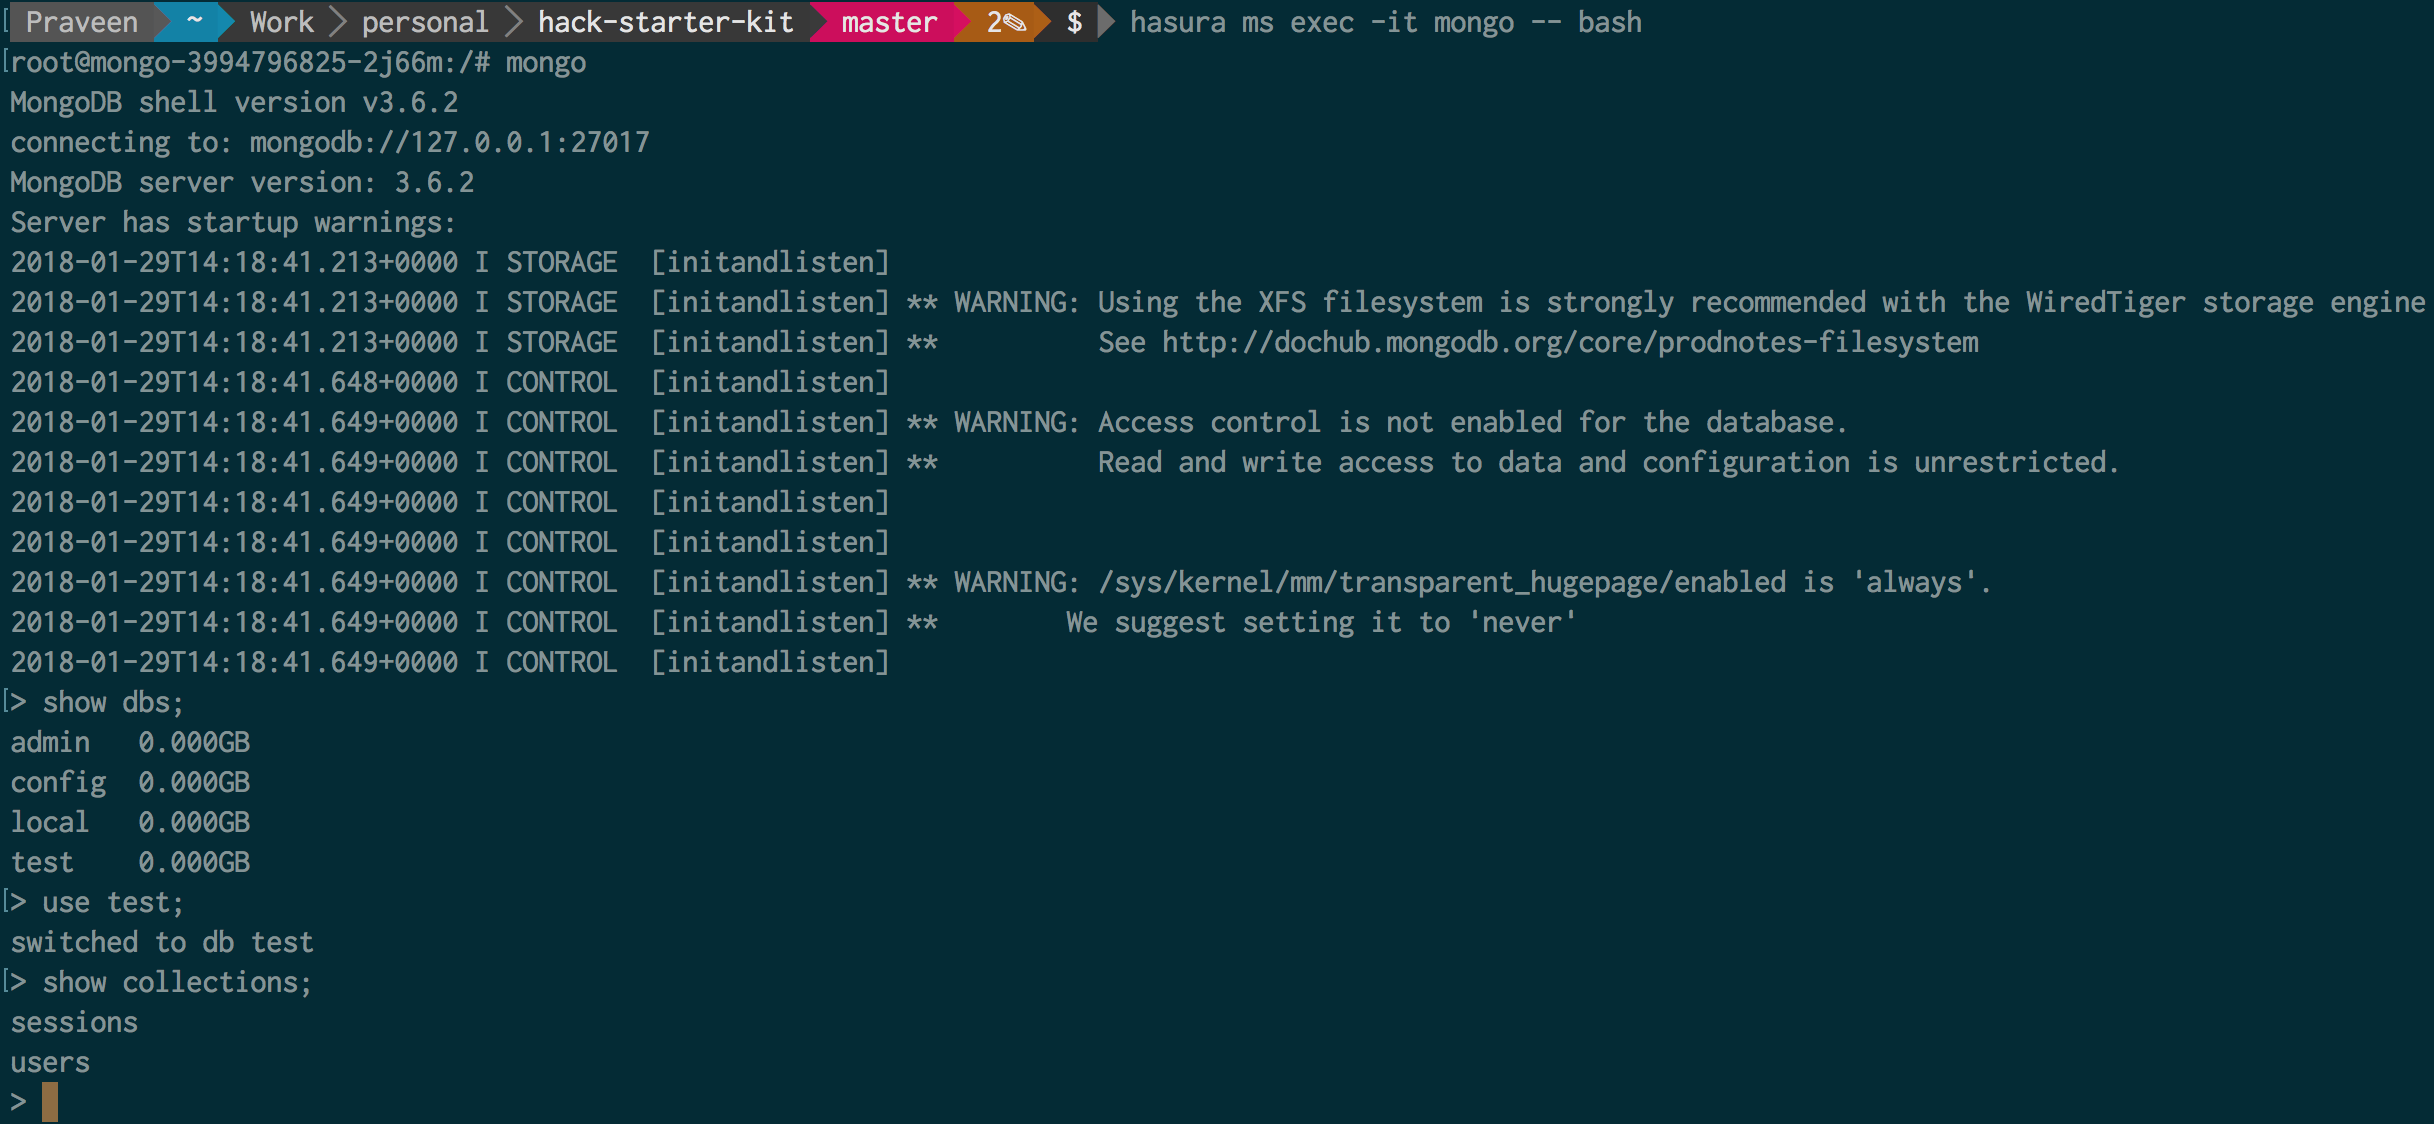 Praveen ~ Work personal hack-starter-kit master 2✎ $ hasura ms exec -it mongo -- bash
[root@mongo-3994796825-2j66m:/# mongo
MongoDB shell version v3.6.2
connecting to: mongodb://127.0.0.1:27017
MongoDB server version: 3.6.2
Server has startup warnings:
2018-01-29T14:18:41.213+0000 I STORAGE  [initandlisten]
2018-01-29T14:18:41.213+0000 I STORAGE  [initandlisten] ** WARNING: Using the XFS filesystem is strongly recommended with the WiredTiger storage engine
2018-01-29T14:18:41.213+0000 I STORAGE  [initandlisten] **          See http://dochub.mongodb.org/core/prodnotes-filesystem
2018-01-29T14:18:41.648+0000 I CONTROL  [initandlisten]
2018-01-29T14:18:41.649+0000 I CONTROL  [initandlisten] ** WARNING: Access control is not enabled for the database.
2018-01-29T14:18:41.649+0000 I CONTROL  [initandlisten] **          Read and write access to data and configuration is unrestricted.
2018-01-29T14:18:41.649+0000 I CONTROL  [initandlisten]
2018-01-29T14:18:41.649+0000 I CONTROL  [initandlisten]
2018-01-29T14:18:41.649+0000 I CONTROL  [initandlisten] ** WARNING: /sys/kernel/mm/transparent_hugepage/enabled is 'always'.
2018-01-29T14:18:41.649+0000 I CONTROL  [initandlisten] **        We suggest setting it to 'never'
2018-01-29T14:18:41.649+0000 I CONTROL  [initandlisten]
[> show dbs;
admin   0.000GB
config  0.000GB
local   0.000GB
test    0.000GB
[> use test;
switched to db test
[> show collections;
sessions
users
>